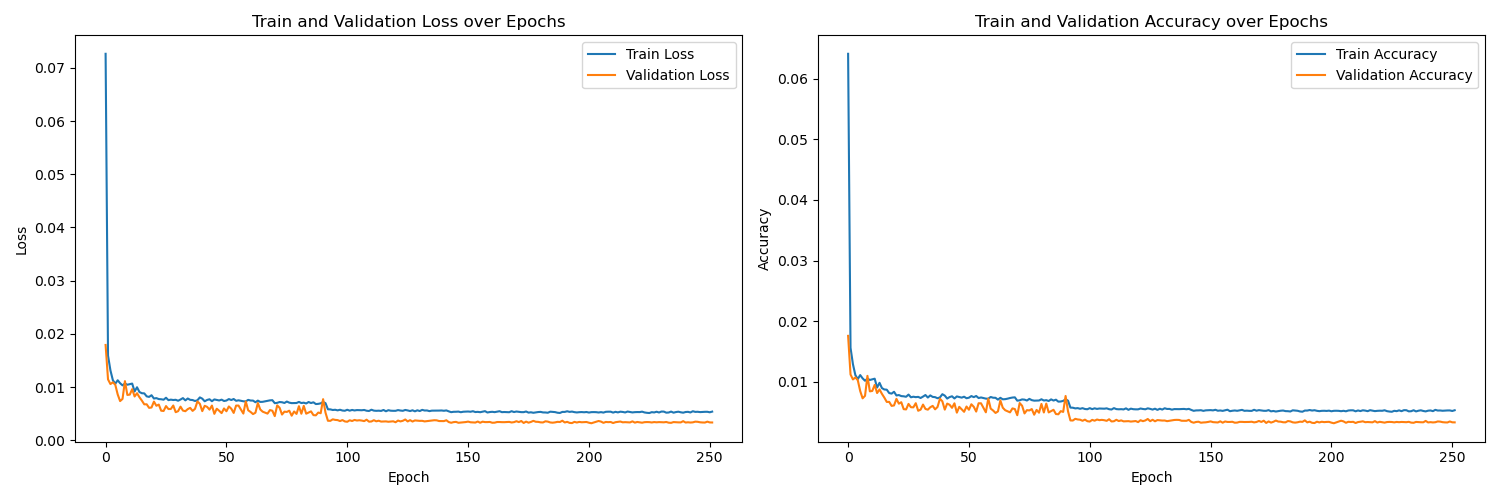 Train and Validation Loss over Epochs
Train Loss
Validation Loss
0.07
0.06
0.05
0.04
0.03
0.02
0.01
0.00
Loss
0
50
100
150
200
250
Epoch
Train and Validation Accuracy over Epochs
Train Accuracy
Validation Accuracy
0.06
0.05
0.04
0.03
0.02
0.01
Accuracy
0
50
100
150
200
250
Epoch